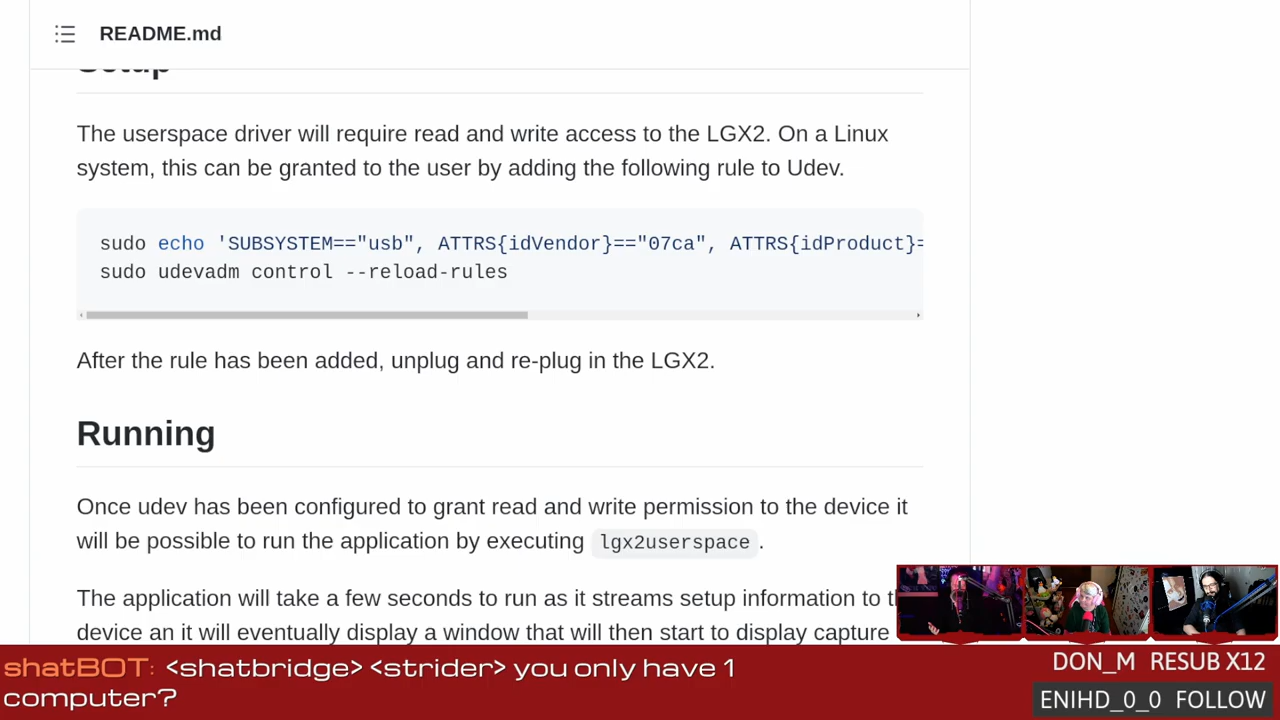 README.md
Setup
The userspace driver will require read and write access to the LGX2. On a Linux
system, this can be granted to the user by adding the following rule to Udev.
sudo echo 'SUBSYSTEM=="usb", ATTRS{idVendor}=="07ca", ATTRS{idProduct}=
sudo udevadm control --reload-rules
After the rule has been added, unplug and re-plug in the LGX2.
Running
Once udev has been configured to grant read and write permission to the device it
will be possible to run the application by executing lgx2userspace.
The application will take a few seconds to run as it streams setup information to
device an it will eventually display a window that will then start to display capture
shatBOT: <shatbridge> <strider> you only have 1
computer?
DON_M RESUB X12
ENIHD_0_0 FOLLOW